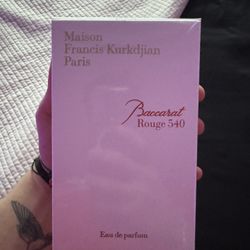 Maison
Francis Kurkdjian
Paris
Baccarat
Rouge 540
Eau de parfum